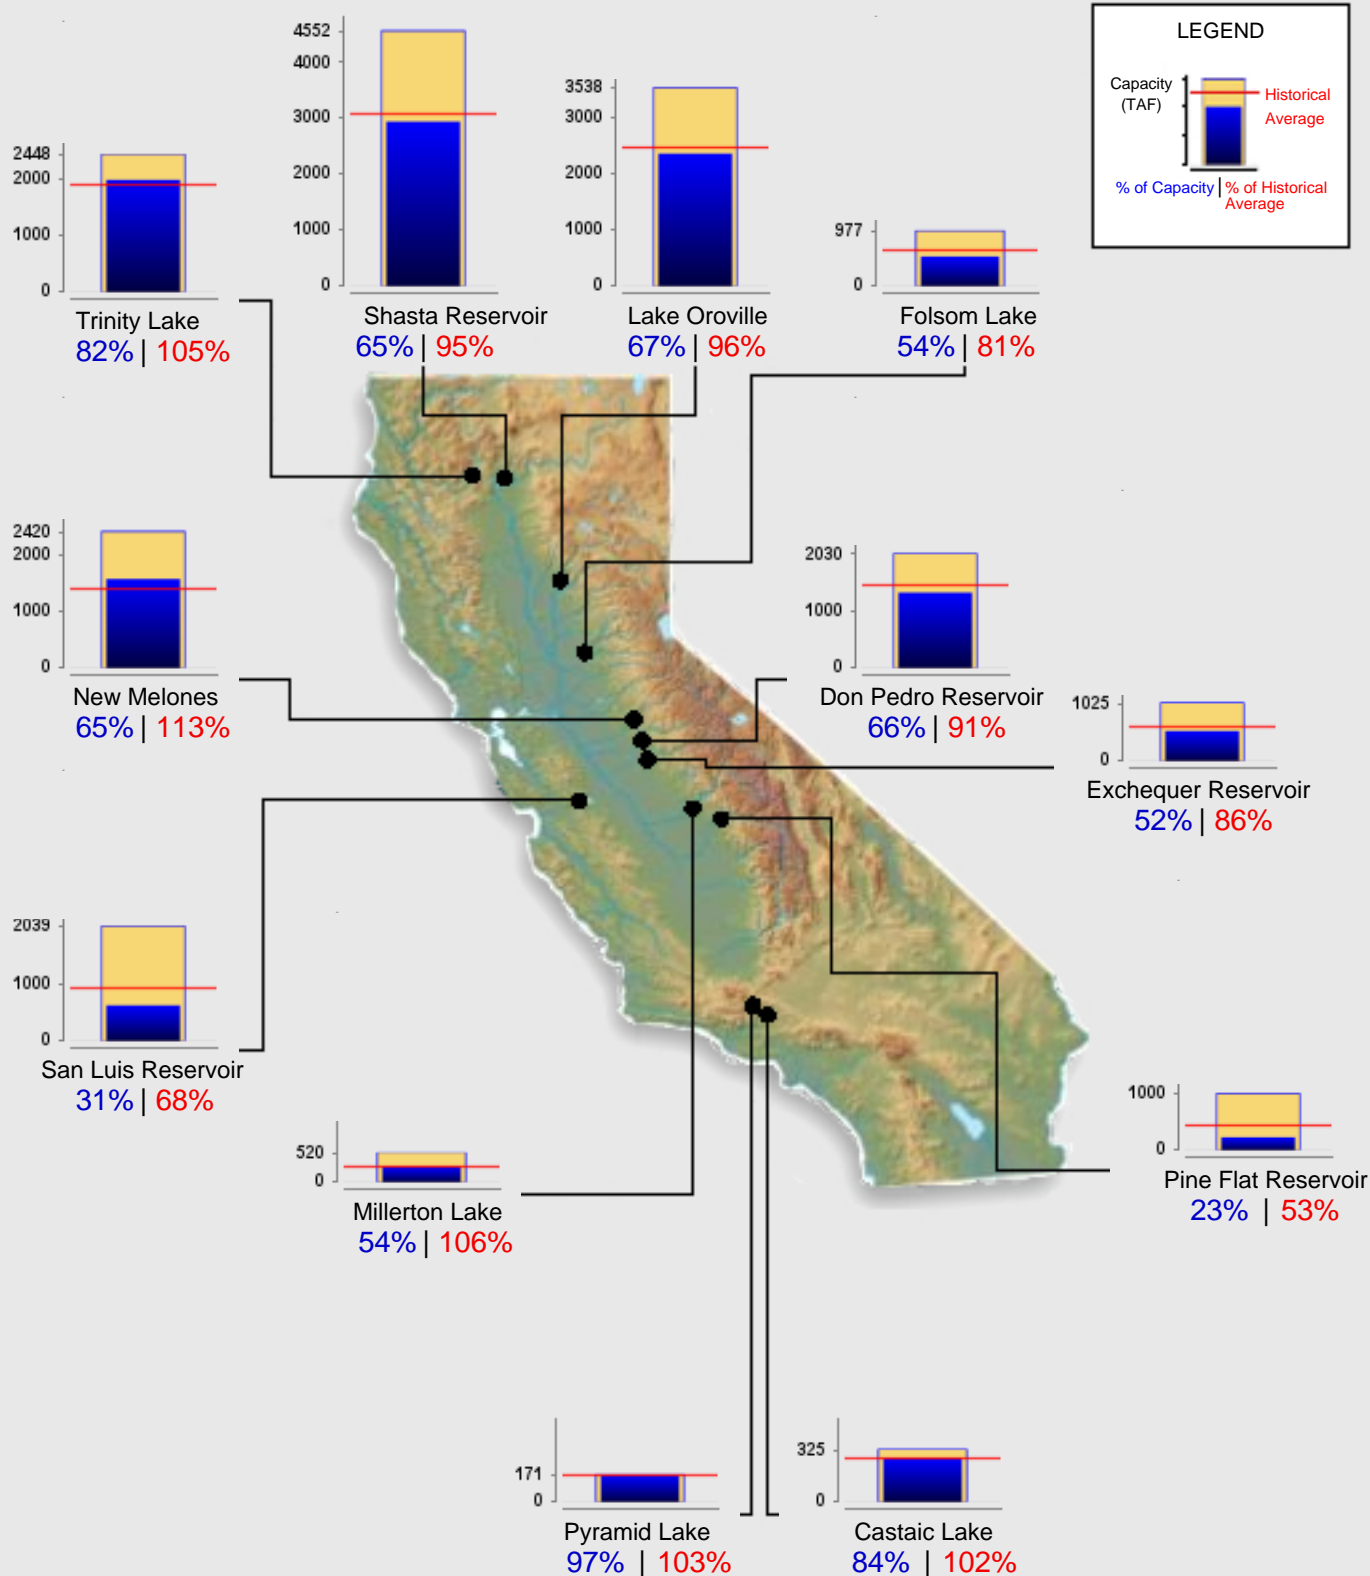 LEGEND
Capacity
(TAF)
Historical
Average
% of Capacity | % of Historical
Average
4552
4000
3000
2000
1000
0
Shasta Reservoir
65% | 95%
3538
3000
2000
1000
0
Lake Oroville
67% | 96%
977
0
Folsom Lake
54% | 81%
2448
2000
1000
0
Trinity Lake
82% | 105%
2420
2000
1000
0
New Melones
65% | 113%
2030
1000
0
Don Pedro Reservoir
66% | 91%
1025
0
Exchequer Reservoir
52% | 86%
2039
1000
0
San Luis Reservoir
31% | 68%
520
0
Millerton Lake
54% | 106%
1000
0
Pine Flat Reservoir
23% | 53%
171
0
Pyramid Lake
97% | 103%
325
0
Castaic Lake
84% | 102%